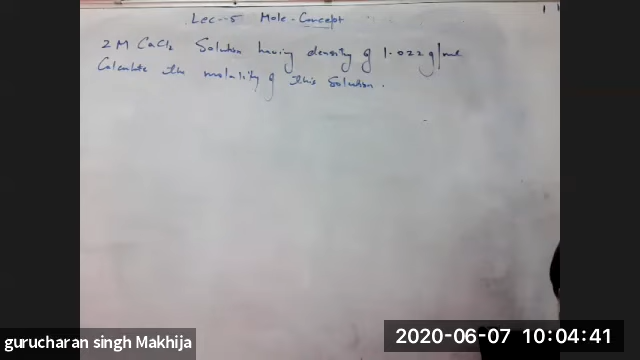 Lec-5 Mole-Concept
2M CaCl2 Solution having density of 1.022 g/ml
Calculate the molality of this Solution.
gurucharan singh Makhija
2020-06-07 10:04:41